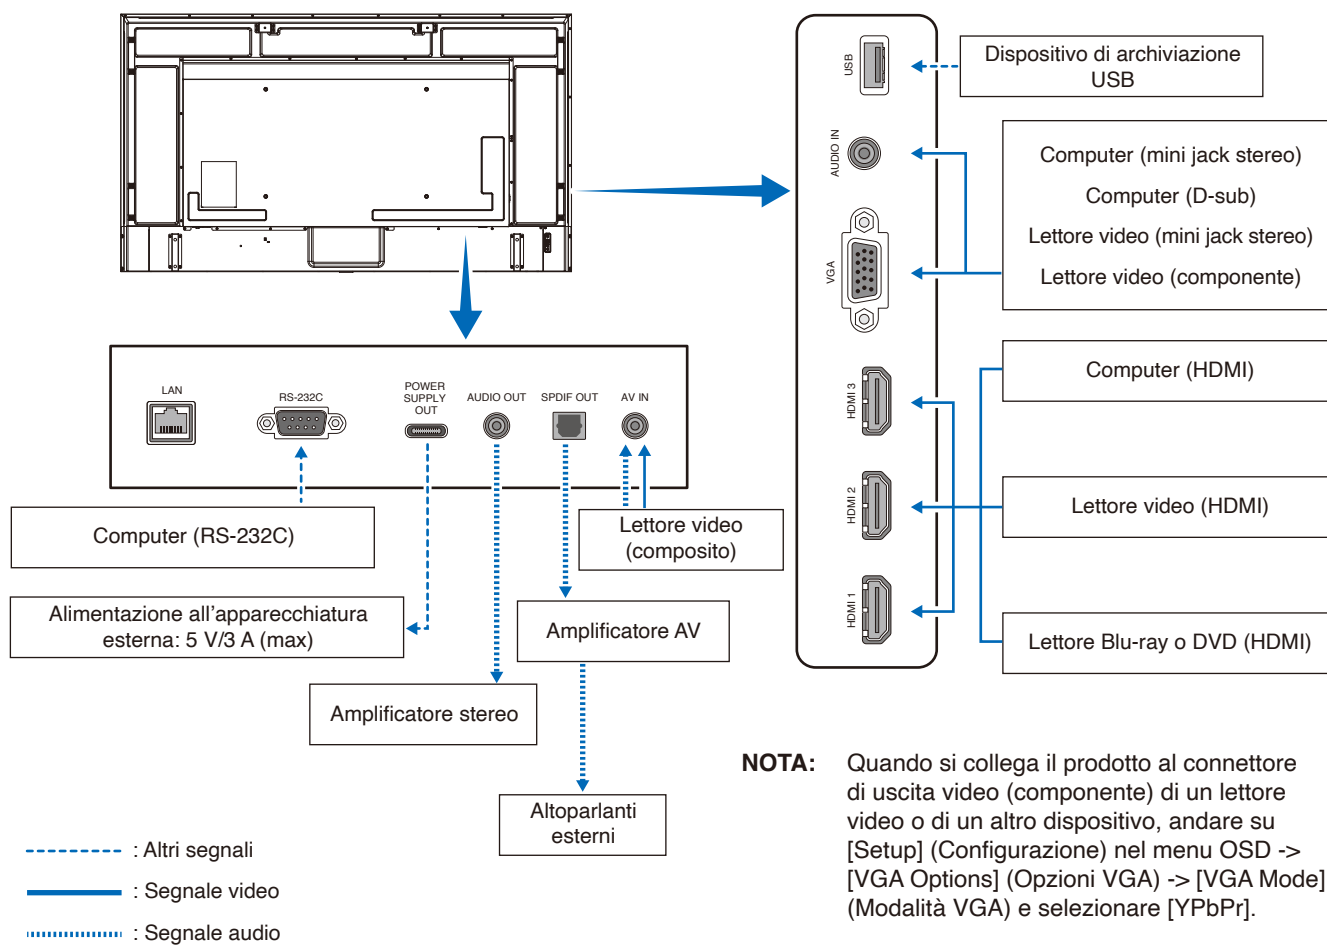 USB
Dispositivo di archiviazione
USB
AUDIO IN
Computer (mini jack stereo)
Computer (D-sub)
Lettore video (mini jack stereo)
Lettore video (componente)
VGA
HDMI 3
Computer (HDMI)
HDMI 2
Lettore video (HDMI)
HDMI 1
Lettore Blu-ray o DVD (HDMI)
LAN
RS-232C
POWER
SUPPLY
OUT
AUDIO OUT
SPDIF OUT
AV IN
Computer (RS-232C)
Lettore video
(composito)
Alimentazione all’apparecchiatura
esterna: 5 V/3 A (max)
Amplificatore AV
Amplificatore stereo
Altoparlanti
esterni
: Altri segnali
: Segnale video
: Segnale audio
NOTA: Quando si collega il prodotto al connettore
di uscita video (componente) di un lettore
video o di un altro dispositivo, andare su
[Setup] (Configurazione) nel menu OSD ->
[VGA Options] (Opzioni VGA) -> [VGA Mode]
(Modalità VGA) e selezionare [YPbPr].